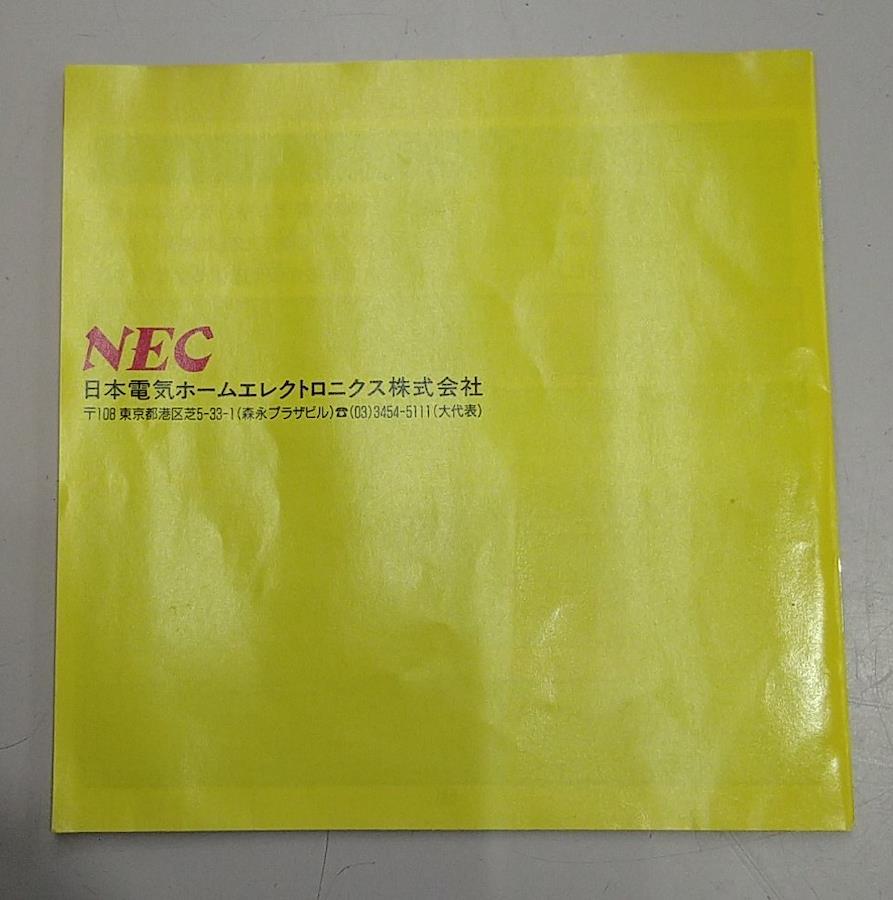 NEC
日本電気ホームエレクトロニクス株式会社
〒108 東京都港区芝5-33-1(森永プラザビル)☎(03)3454-5111(大代表)